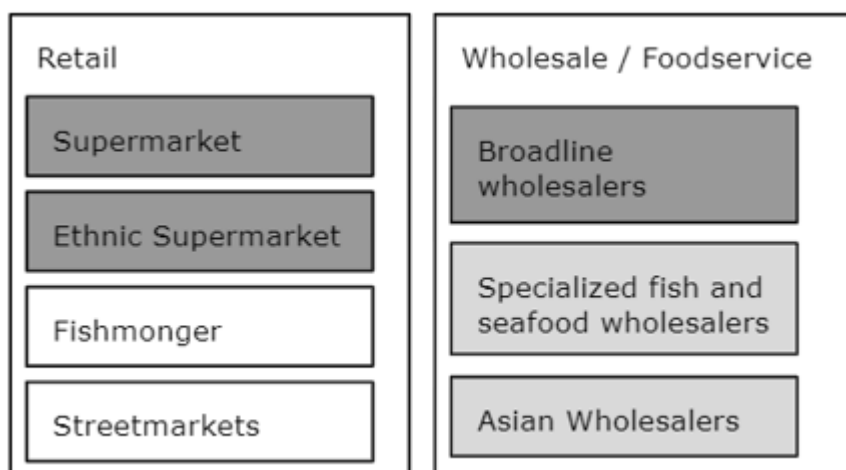 Retail
Supermarket
Ethnic Supermarket
Fishmonger
Streetmarkets
Wholesale / Foodservice
Broadline
wholesalers
Specialized fish and
seafood wholesalers
Asian Wholesalers